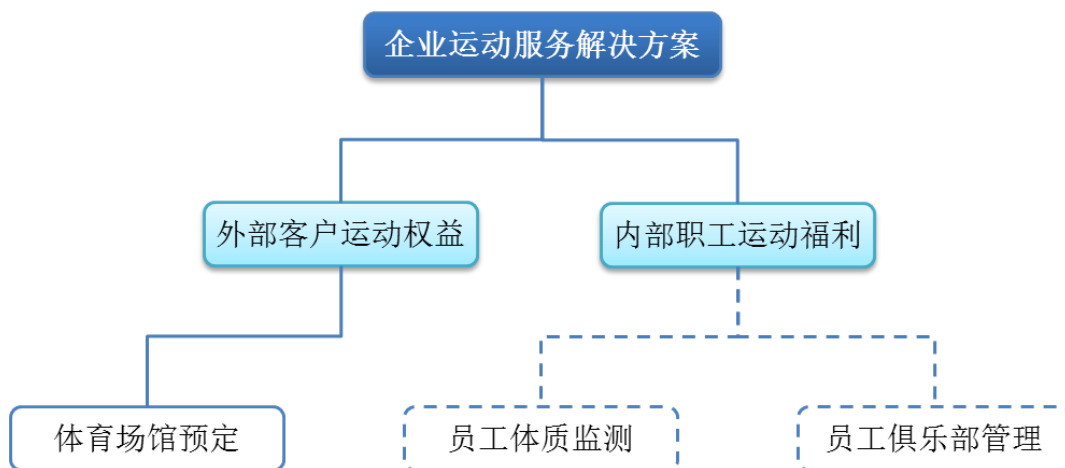 企业运动服务解决方案
外部客户运动权益
内部职工运动福利
体育场馆预定
员工体质监测
员工俱乐部管理